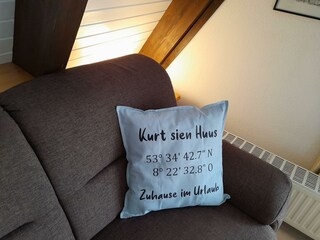 Kurt sien Huus
53° 34' 42.7" N
8° 22' 32.8" O
Zuhause im Urlaub